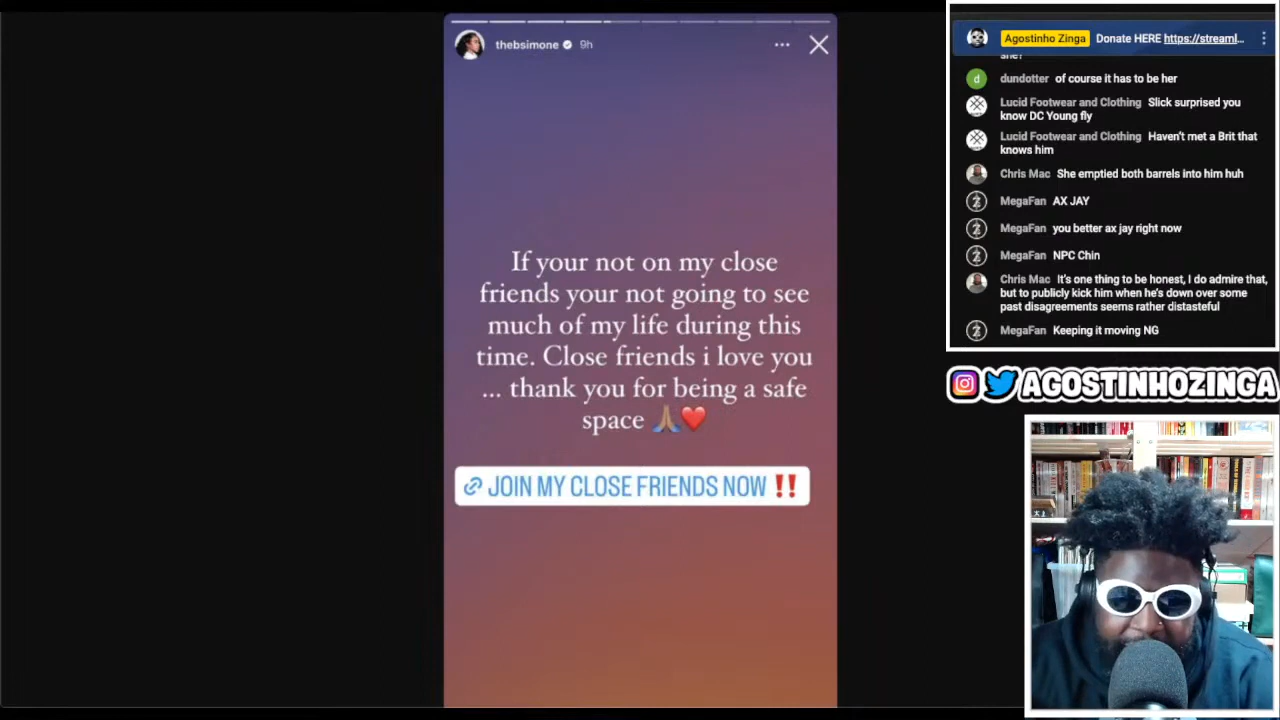 thebsimone 9h
If your not on my close
friends your not going to see
much of my life during this
time. Close friends i love you
... thank you for being a safe
space 🙏🏽❤️
JOIN MY CLOSE FRIENDS NOW ‼️
Agostinho Zinga Donate HERE https://streaml...
she?
d dundotter of course it has to be her
Lucid Footwear and Clothing Slick surprised you
know DC Young fly
Lucid Footwear and Clothing Haven't met a Brit that
knows him
Chris Mac She emptied both barrels into him huh
MegaFan AX JAY
MegaFan you better ax jay right now
MegaFan NPC Chin
Chris Mac It's one thing to be honest, I do admire that,
but to publicly kick him when he's down over some
past disagreements seems rather distasteful
MegaFan Keeping it moving NG
AGOSTINHOZINGA